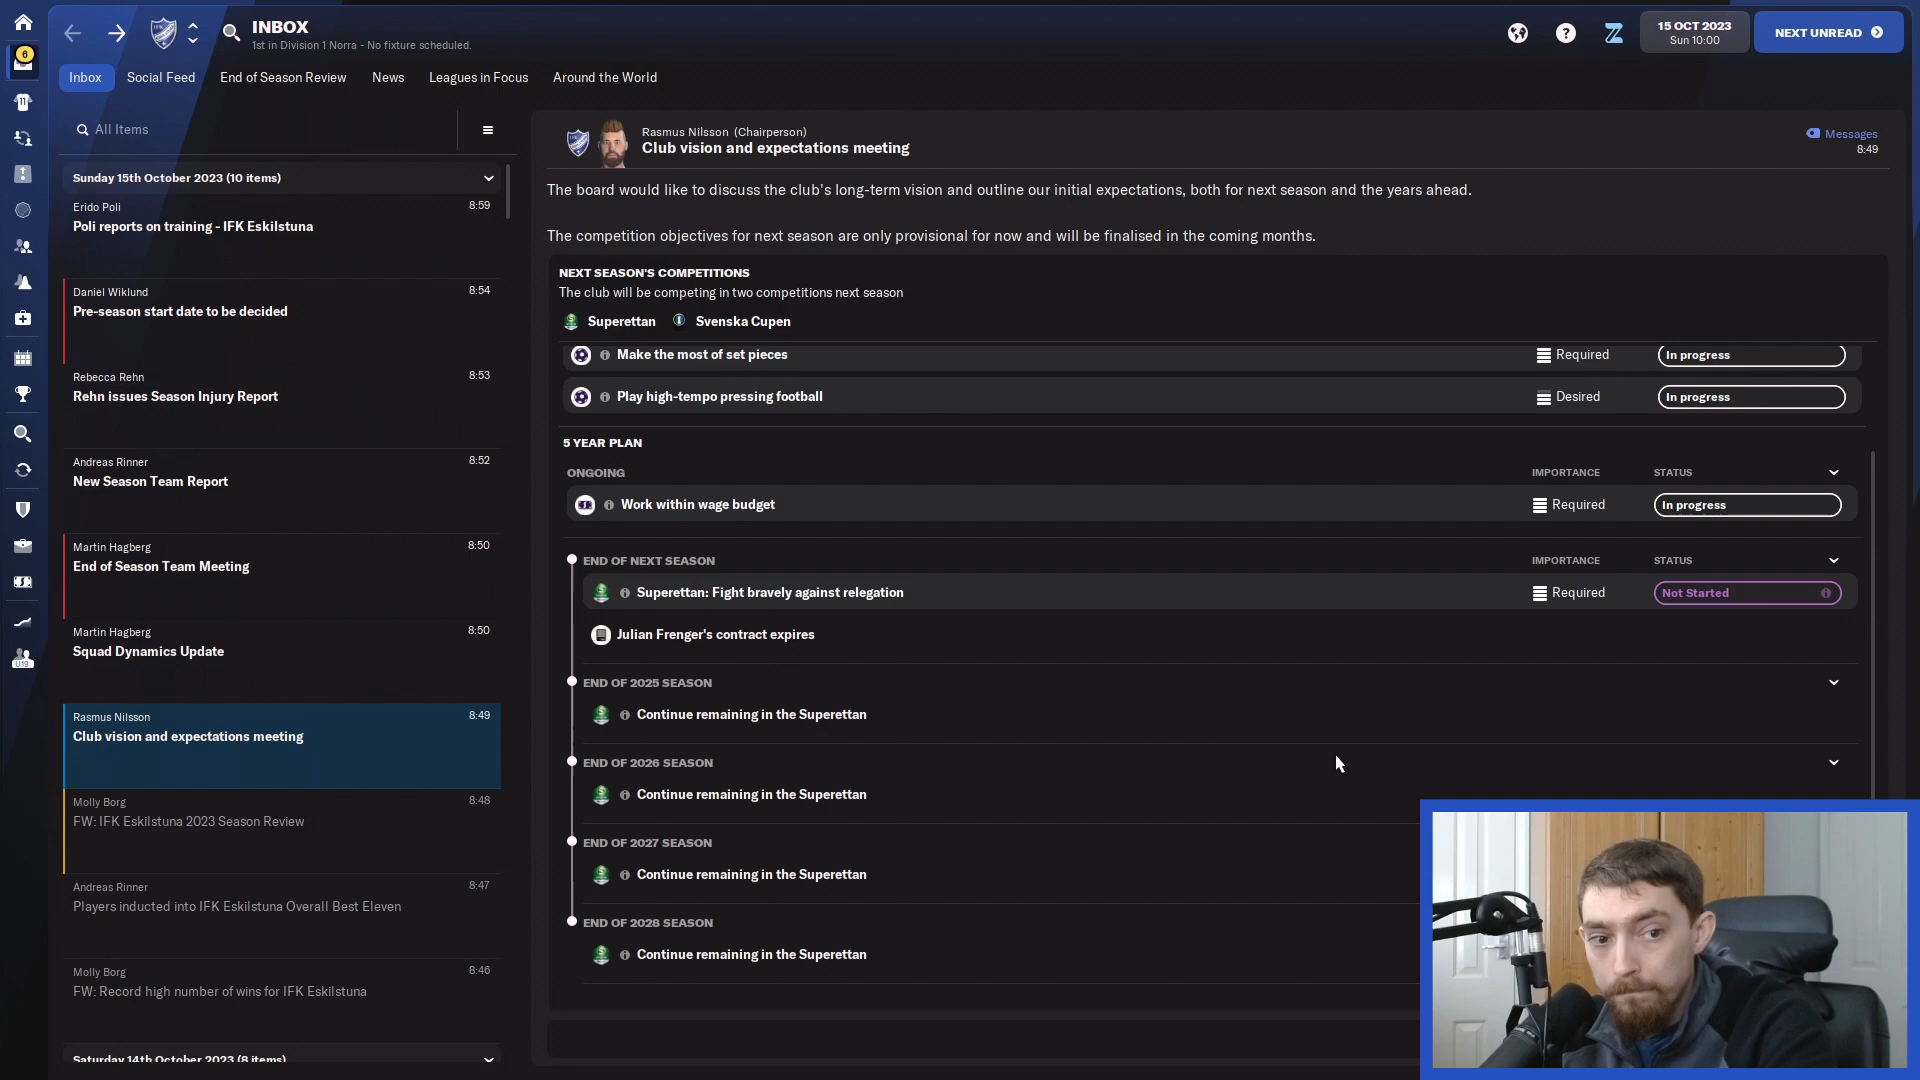 6
INBOX
1st in Division 1 Norra - No fixture scheduled.
15 OCT 2023
Sun 10:00
NEXT UNREAD
Inbox
Social Feed
End of Season Review
News
Leagues in Focus
Around the World
All Items
Sunday 15th October 2023 (10 items)
Erido Poli
8:59
Poli reports on training - IFK Eskilstuna
Daniel Wiklund
8:54
Pre-season start date to be decided
Rebecca Rehn
8:53
Rehn issues Season Injury Report
Andreas Rinner
8:52
New Season Team Report
Martin Hagberg
8:50
End of Season Team Meeting
Martin Hagberg
8:50
Squad Dynamics Update
Rasmus Nilsson
8:49
Club vision and expectations meeting
Molly Borg
8:48
FW: IFK Eskilstuna 2023 Season Review
Andreas Rinner
8:47
Players inducted into IFK Eskilstuna Overall Best Eleven
Molly Borg
8:46
FW: Record high number of wins for IFK Eskilstuna
Saturday 14th October 2023 (8 items)
U19
Rasmus Nilsson (Chairperson)
Club vision and expectations meeting
Messages
8:49
The board would like to discuss the club's long-term vision and outline our initial expectations, both for next season and the years ahead.
The competition objectives for next season are only provisional for now and will be finalised in the coming months.
NEXT SEASON'S COMPETITIONS
The club will be competing in two competitions next season
Superettan
Svenska Cupen
Make the most of set pieces
Required
In progress
Play high-tempo pressing football
Desired
In progress
5 YEAR PLAN
ONGOING
IMPORTANCE
STATUS
Work within wage budget
Required
In progress
END OF NEXT SEASON
IMPORTANCE
STATUS
Superettan: Fight bravely against relegation
Required
Not Started
Julian Frenger's contract expires
END OF 2025 SEASON
Continue remaining in the Superettan
END OF 2026 SEASON
Continue remaining in the Superettan
END OF 2027 SEASON
Continue remaining in the Superettan
END OF 2028 SEASON
Continue remaining in the Superettan